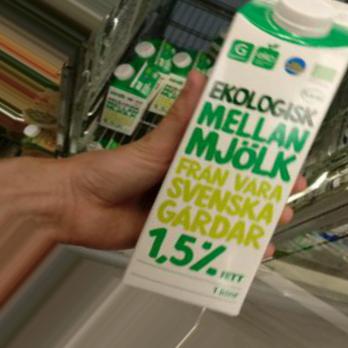 G
EKOLOGISK
MELLAN
MJÖLK
FRÅN VÅRA
SVENSKA
GÅRDAR
1,5% FETT
1 liter